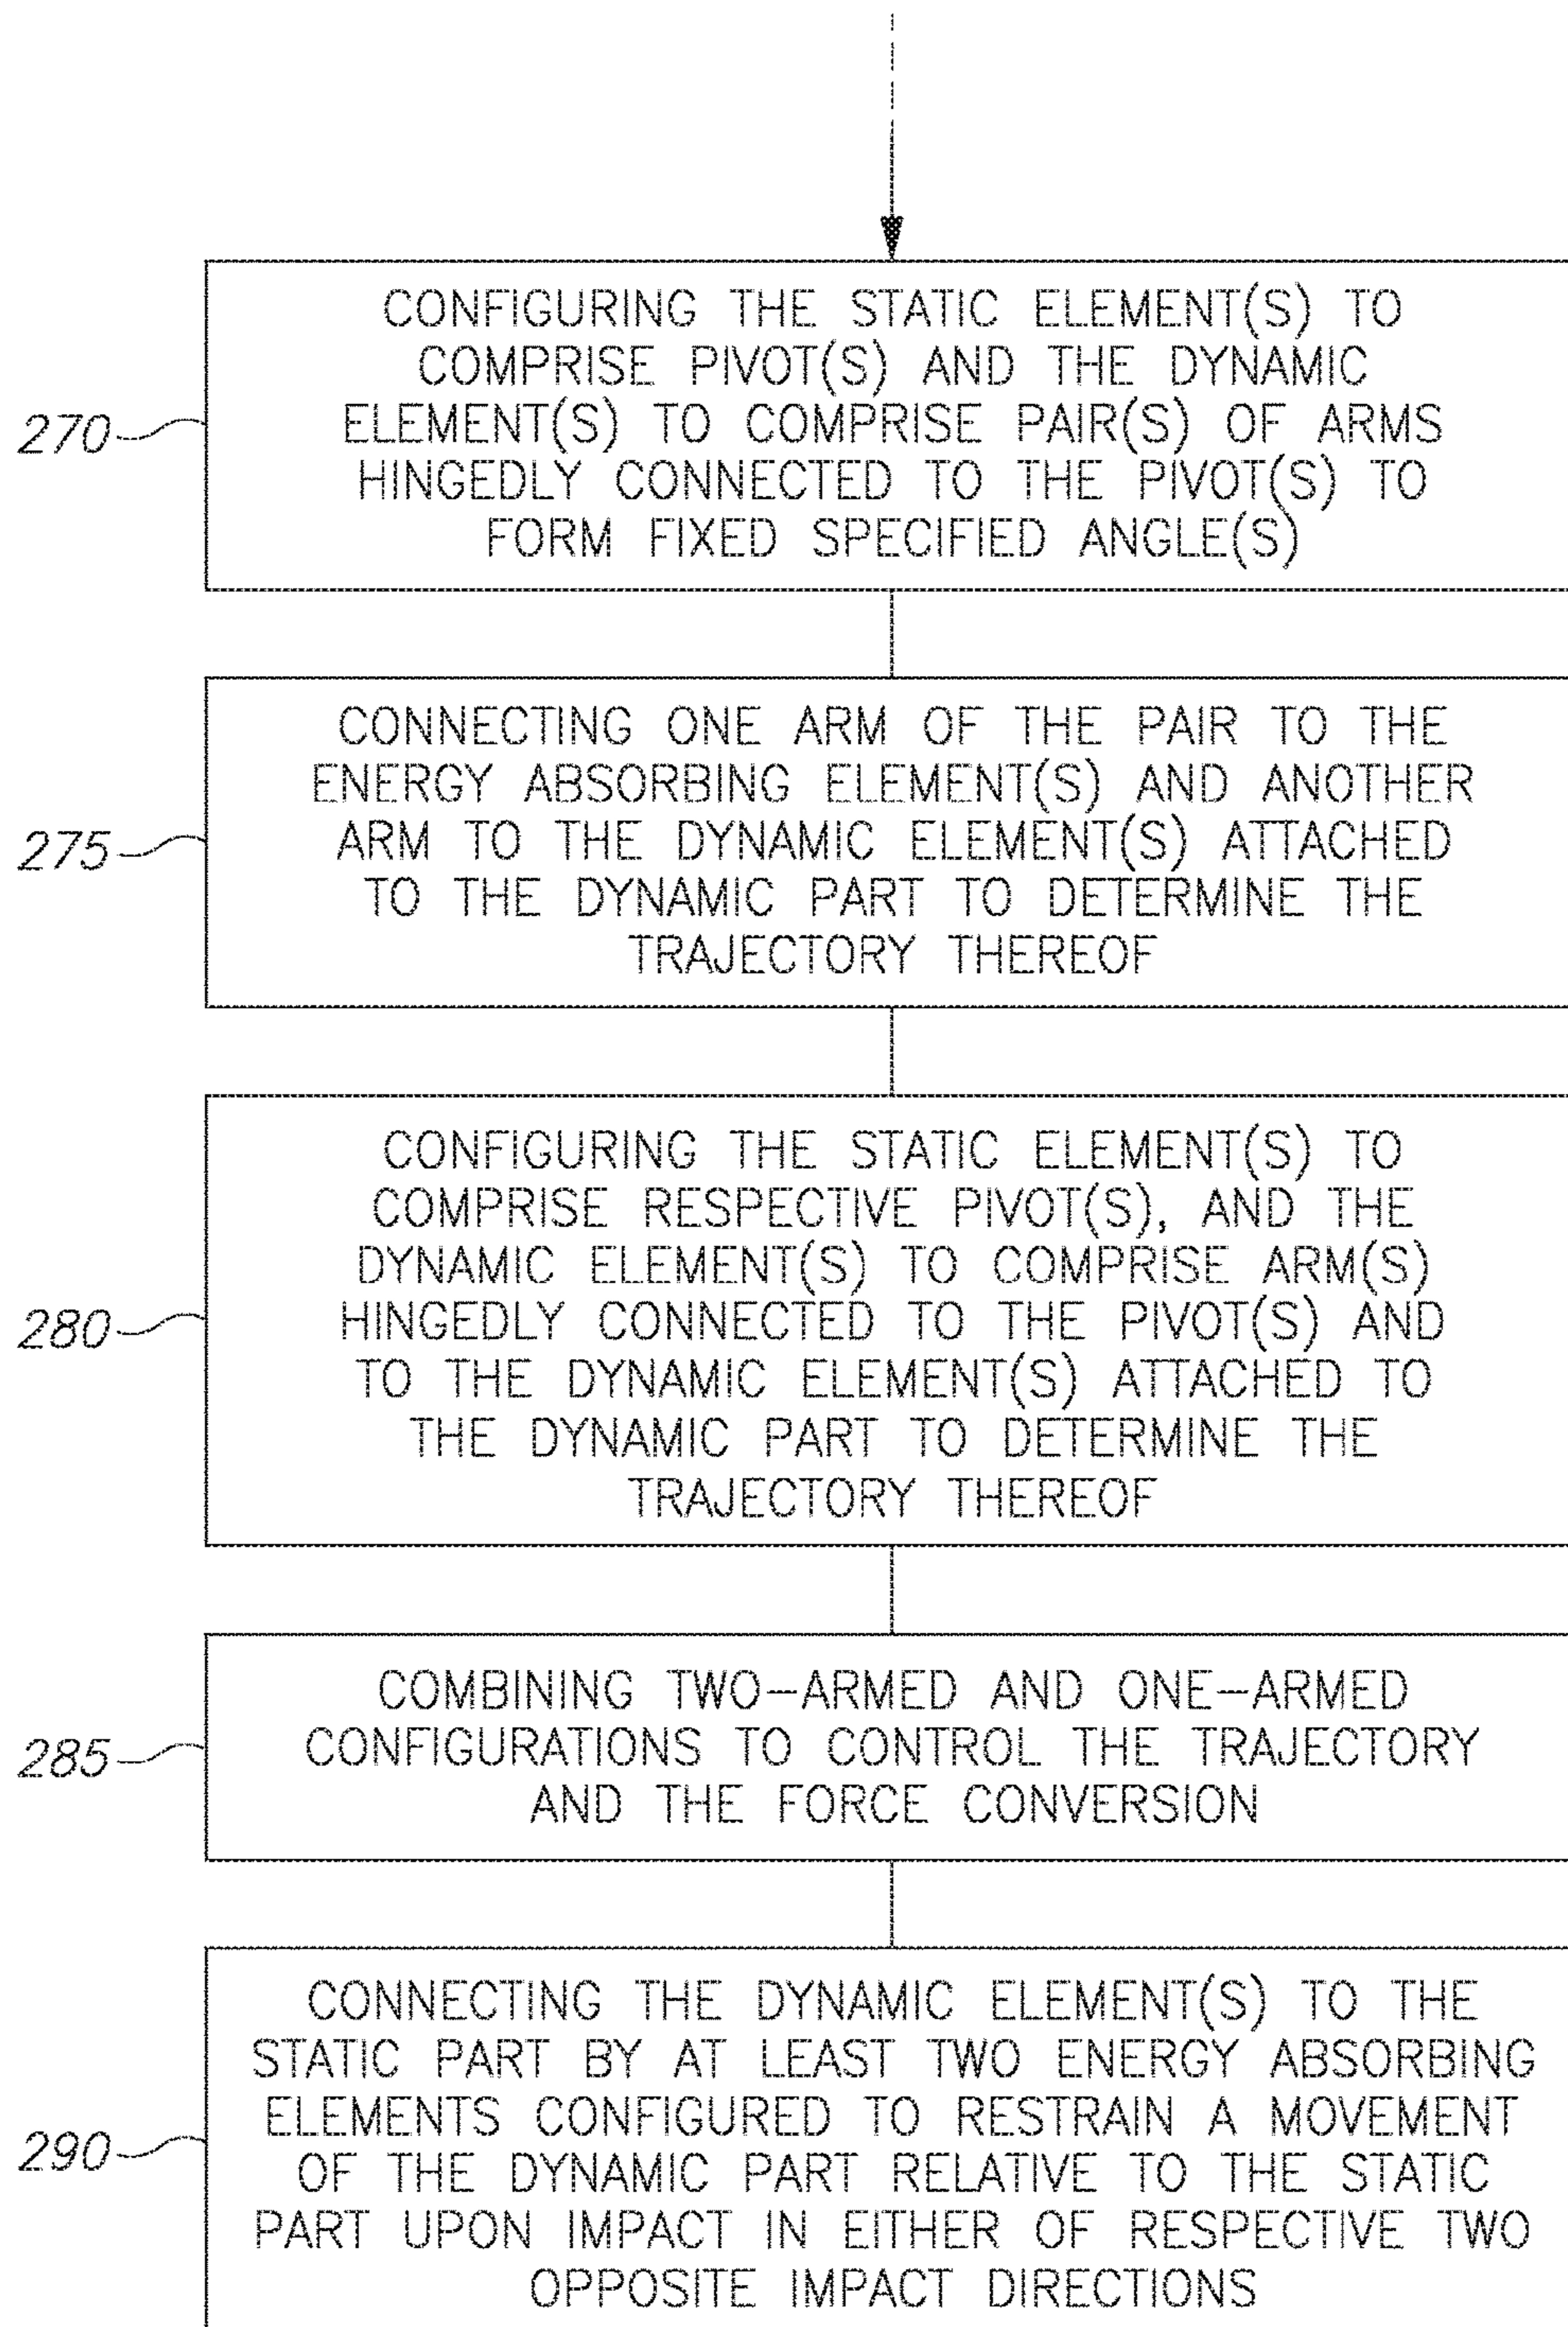 CONFIGURING THE STATIC ELEMENT(S) TO
COMPRISE PIVOT(S) AND THE DYNAMIC
ELEMENT(S) TO COMPRISE PAIR(S) OF ARMS
HINGEDLY CONNECTED TO THE PIVOT(S) TO
FORM FIXED SPECIFIED ANGLE(S)
270
CONNECTING ONE ARM OF THE PAIR TO THE
ENERGY ABSORBING ELEMENT(S) AND ANOTHER
ARM TO THE DYNAMIC ELEMENT(S) ATTACHED
TO THE DYNAMIC PART TO DETERMINE THE
TRAJECTORY THEREOF
275
CONFIGURING THE STATIC ELEMENT(S) TO
COMPRISE RESPECTIVE PIVOT(S), AND THE
DYNAMIC ELEMENT(S) TO COMPRISE ARM(S)
HINGEDLY CONNECTED TO THE PIVOT(S) AND
TO THE DYNAMIC ELEMENT(S) ATTACHED TO
THE DYNAMIC PART TO DETERMINE THE
TRAJECTORY THEREOF
280
COMBINING TWO-ARMED AND ONE-ARMED
CONFIGURATIONS TO CONTROL THE TRAJECTORY
AND THE FORCE CONVERSION
285
CONNECTING THE DYNAMIC ELEMENT(S) TO THE
STATIC PART BY AT LEAST TWO ENERGY ABSORBING
ELEMENTS CONFIGURED TO RESTRAIN A MOVEMENT
OF THE DYNAMIC PART RELATIVE TO THE STATIC
PART UPON IMPACT IN EITHER OF RESPECTIVE TWO
OPPOSITE IMPACT DIRECTIONS
290